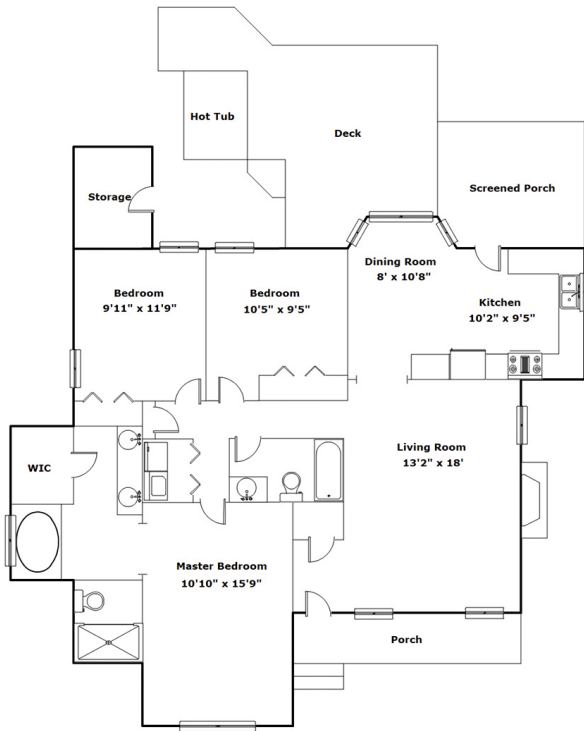 Hot Tub
Deck
Storage
Screened Porch
Dining Room
8' x 10'8"
Bedroom
9'11" x 11'9"
Bedroom
10'5" x 9'5"
Kitchen
10'2" x 9'5"
Living Room
13'2" x 18'
WIC
Master Bedroom
10'10" x 15'9"
Porch